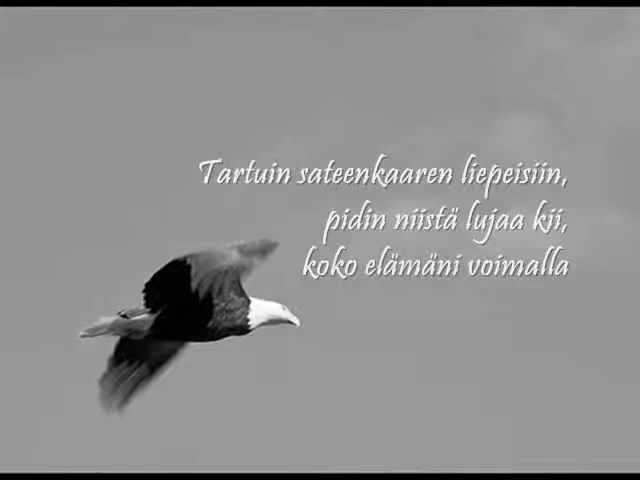 Tartuin sateenkaaren liepeisiin,
pidin niistä lujaa kii,
koko elämäni voimalla